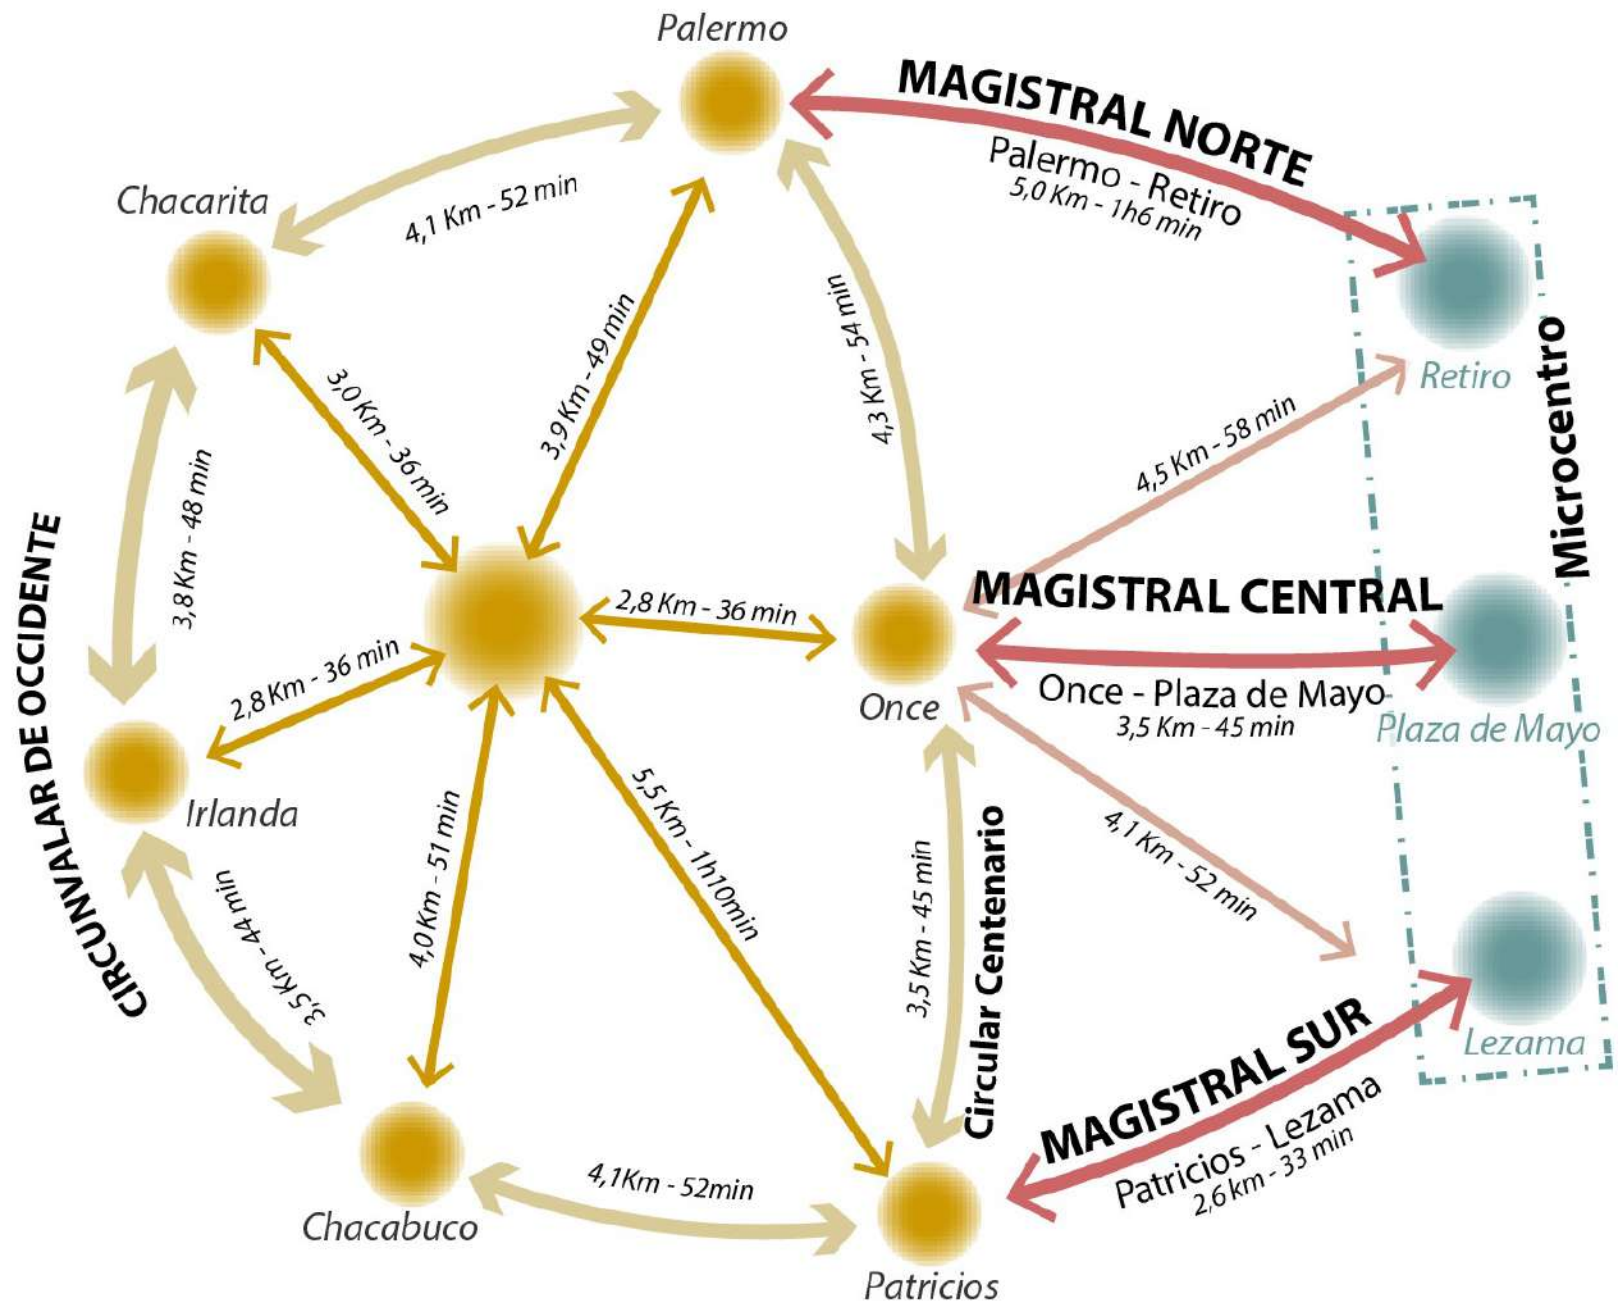 Palermo
MAGISTRAL NORTE
Palermo - Retiro
5,0 Km - 1h6 min
Chacarita
4,1 Km - 52 min
3,0 Km - 36 min
3,9 Km - 49 min
4,3 Km - 54 min
Retiro
Microcentro
4,5 Km - 58 min
3,8 Km - 48 min
CIRCUNVALAR DE OCCIDENTE
2,8 Km - 36 min
MAGISTRAL CENTRAL
Once - Plaza de Mayo
3,5 Km - 45 min
Once
Plaza de Mayo
2,8 Km - 36 min
Irlanda
4,0 Km - 51 min
5,5 Km - 1h10min
3,5 Km - 45 min
Circular Centenario
4,1 Km - 52 min
3,5 Km - 44 min
Lezama
MAGISTRAL SUR
Patricios - Lezama
2,6 km - 33 min
4,1Km - 52min
Chacabuco
Patricios